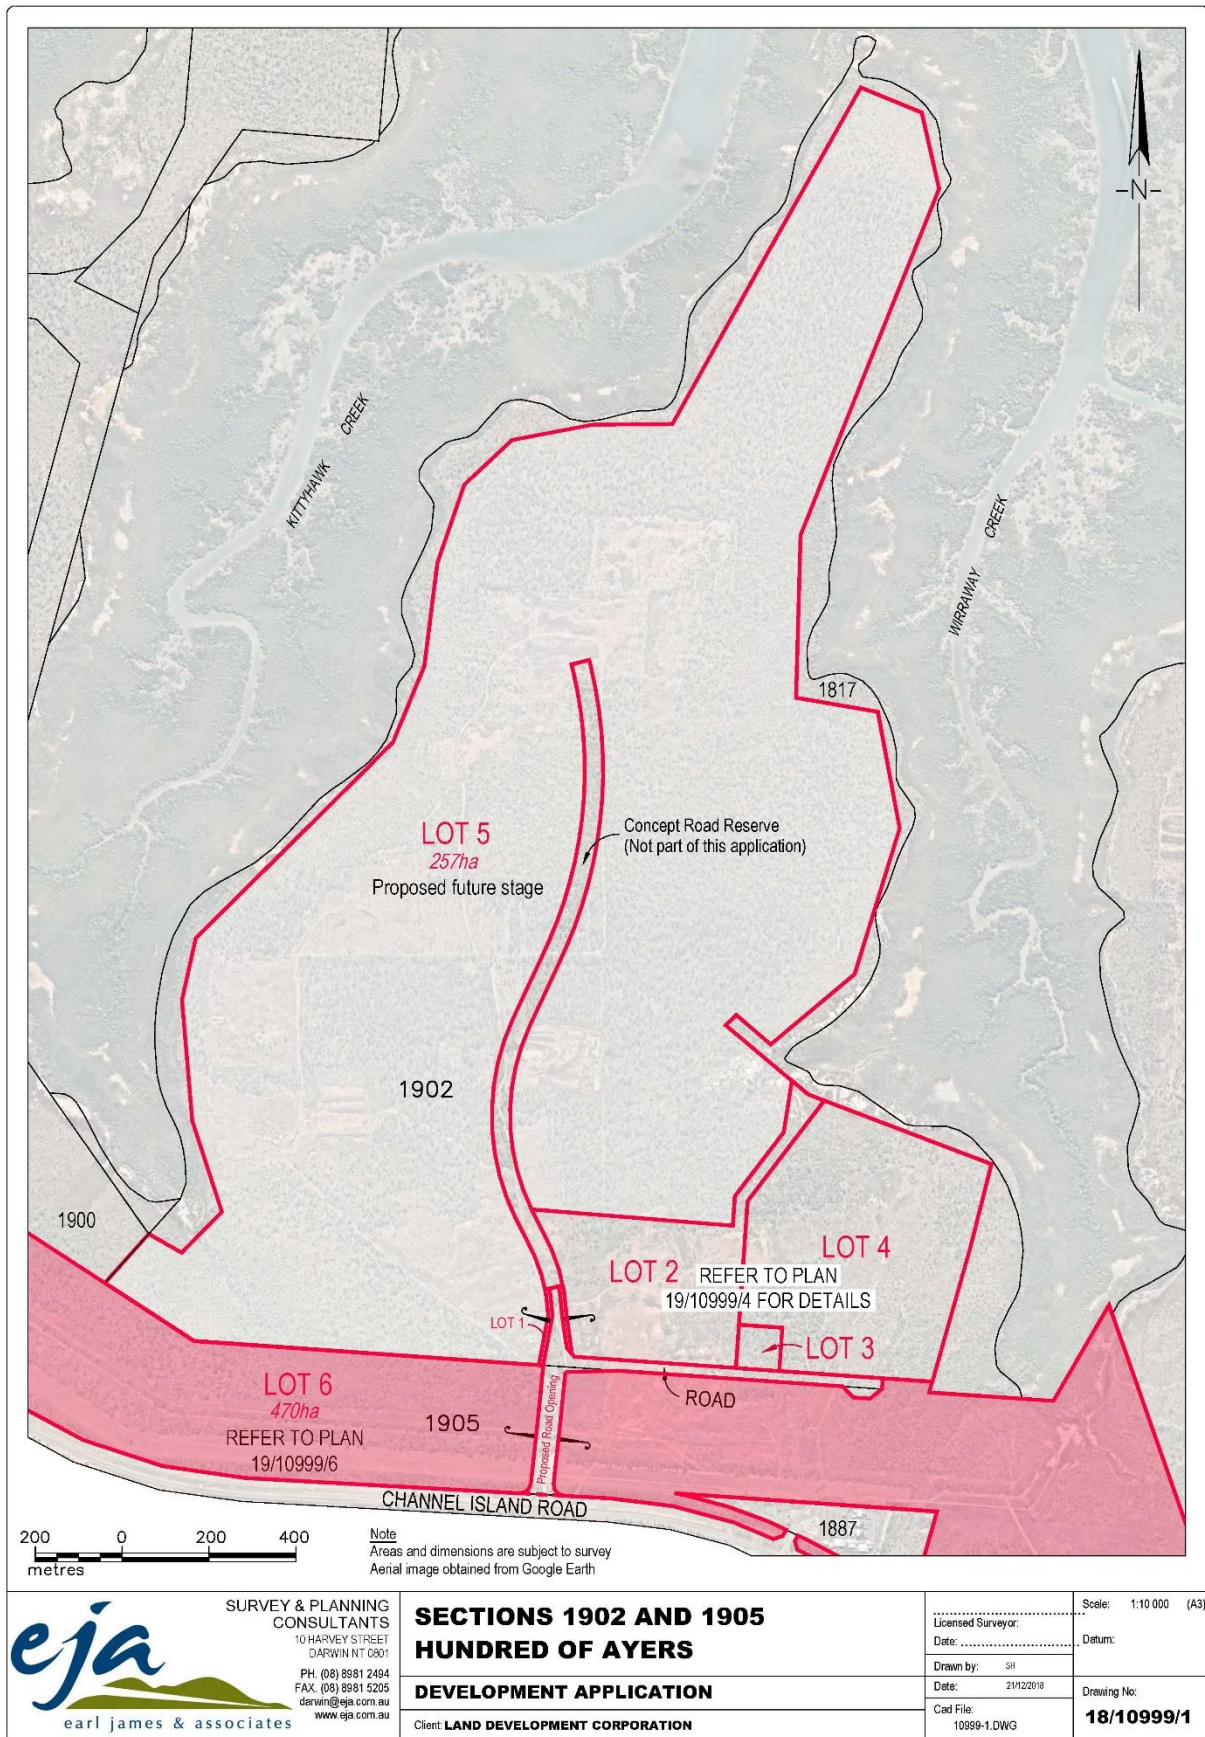 -N-
KITTYHAWK CREEK
WIRRAWAY CREEK
1817
LOT 5
257ha
Proposed future stage
Concept Road Reserve
(Not part of this application)
1902
1900
LOT 2
LOT 4
REFER TO PLAN
19/10999/4 FOR DETAILS
LOT 1
LOT 3
LOT 6
470ha
1905
REFER TO PLAN
19/10999/6
Proposed Road Opening
ROAD
CHANNEL ISLAND ROAD
1887
200 0 200 400
metres
Note
Areas and dimensions are subject to survey
Aerial image obtained from Google Earth
eja
earl james & associates
SURVEY & PLANNING
CONSULTANTS
10 HARVEY STREET
DARWIN NT 0801
PH. (08) 8981 2494
FAX. (08) 8981 5205
darwin@eja.com.au
www.eja.com.au
SECTIONS 1902 AND 1905
HUNDRED OF AYERS
DEVELOPMENT APPLICATION
Client: LAND DEVELOPMENT CORPORATION
Licensed Surveyor:
Date:
Drawn by: SH
Date: 21/12/2018
Cad File:
10999-1.DWG
Scale: 1:10 000 (A3)
Datum:
Drawing No:
18/10999/1